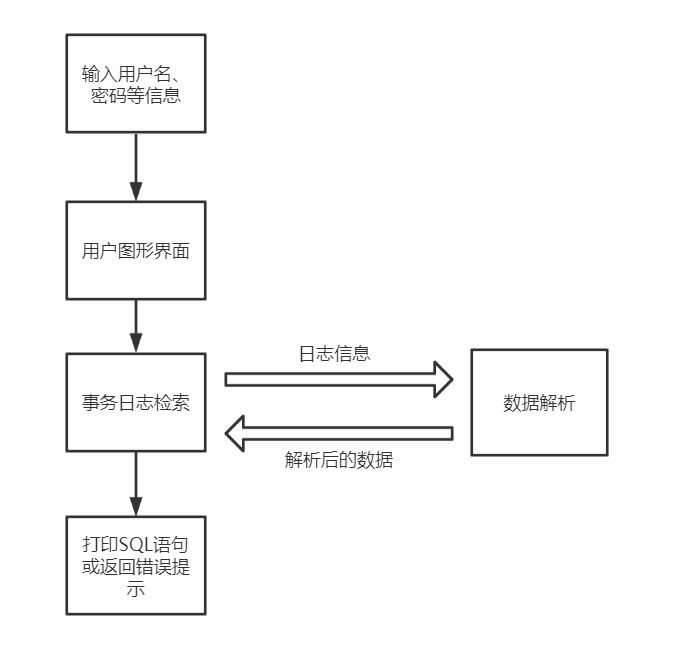 输入用户名、
密码等信息
用户图形界面
日志信息
事务日志检索
数据解析
解析后的数据
打印SQL语句
或返回错误提
示